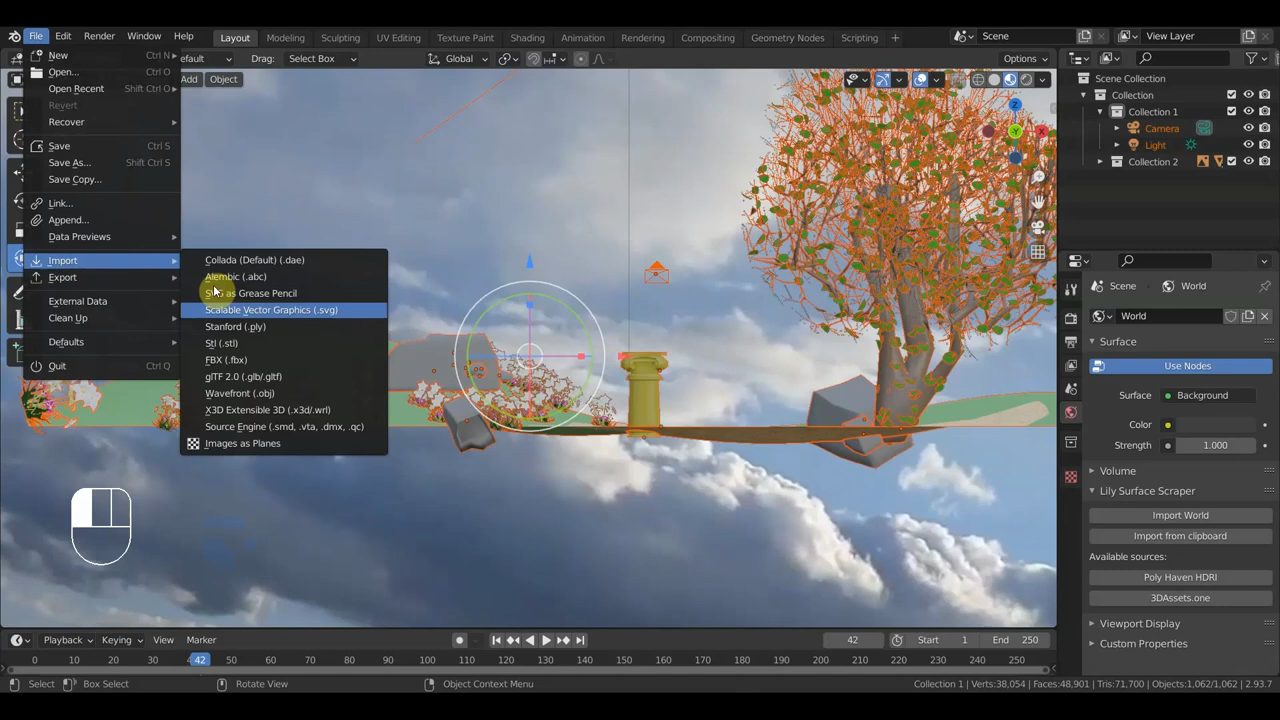 File Edit Render Window Help Layout Modeling Sculpting UV Editing Texture Paint Shading Animation Rendering Compositing Geometry Nodes Scripting + Scene View Layer
efault Drag: Select Box Global Options
Add Object
New Ctrl N
Open... Ctrl O
Open Recent Shift Ctrl O
Revert
Recover
Save Ctrl S
Save As... Shift Ctrl S
Save Copy...
Link...
Append...
Data Previews
Import
Export
External Data
Clean Up
Defaults
Quit Ctrl Q
Collada (Default) (.dae)
Alembic (.abc)
as Grease Pencil
Scalable Vector Graphics (.svg)
Stanford (.ply)
Stl (.stl)
FBX (.fbx)
glTF 2.0 (.glb/.gltf)
Wavefront (.obj)
X3D Extensible 3D (.x3d/.wrl)
Source Engine (.smd, .vta, .dmx, .qc)
Images as Planes
Z
Y
X
Scene Collection
Collection
Collection 1
Camera
Light
Collection 2
Scene World
World
Surface
Use Nodes
Surface Background
Color
Strength 1.000
Volume
Lily Surface Scraper
Import World
Import from clipboard
Available sources:
Poly Haven HDRI
3DAssets.one
Viewport Display
Custom Properties
Playback Keying View Marker 42 Start 1 End 250
0 10 20 30 42 50 60 70 80 90 100 110 120 130 140 150 160 170 180 190 200 210 220 230 240 250
Select Box Select Rotate View Object Context Menu Collection 1 | Verts:38,054 | Faces:48,901 | Tris:71,700 | Objects:1,062/1,062 | 2.93.7